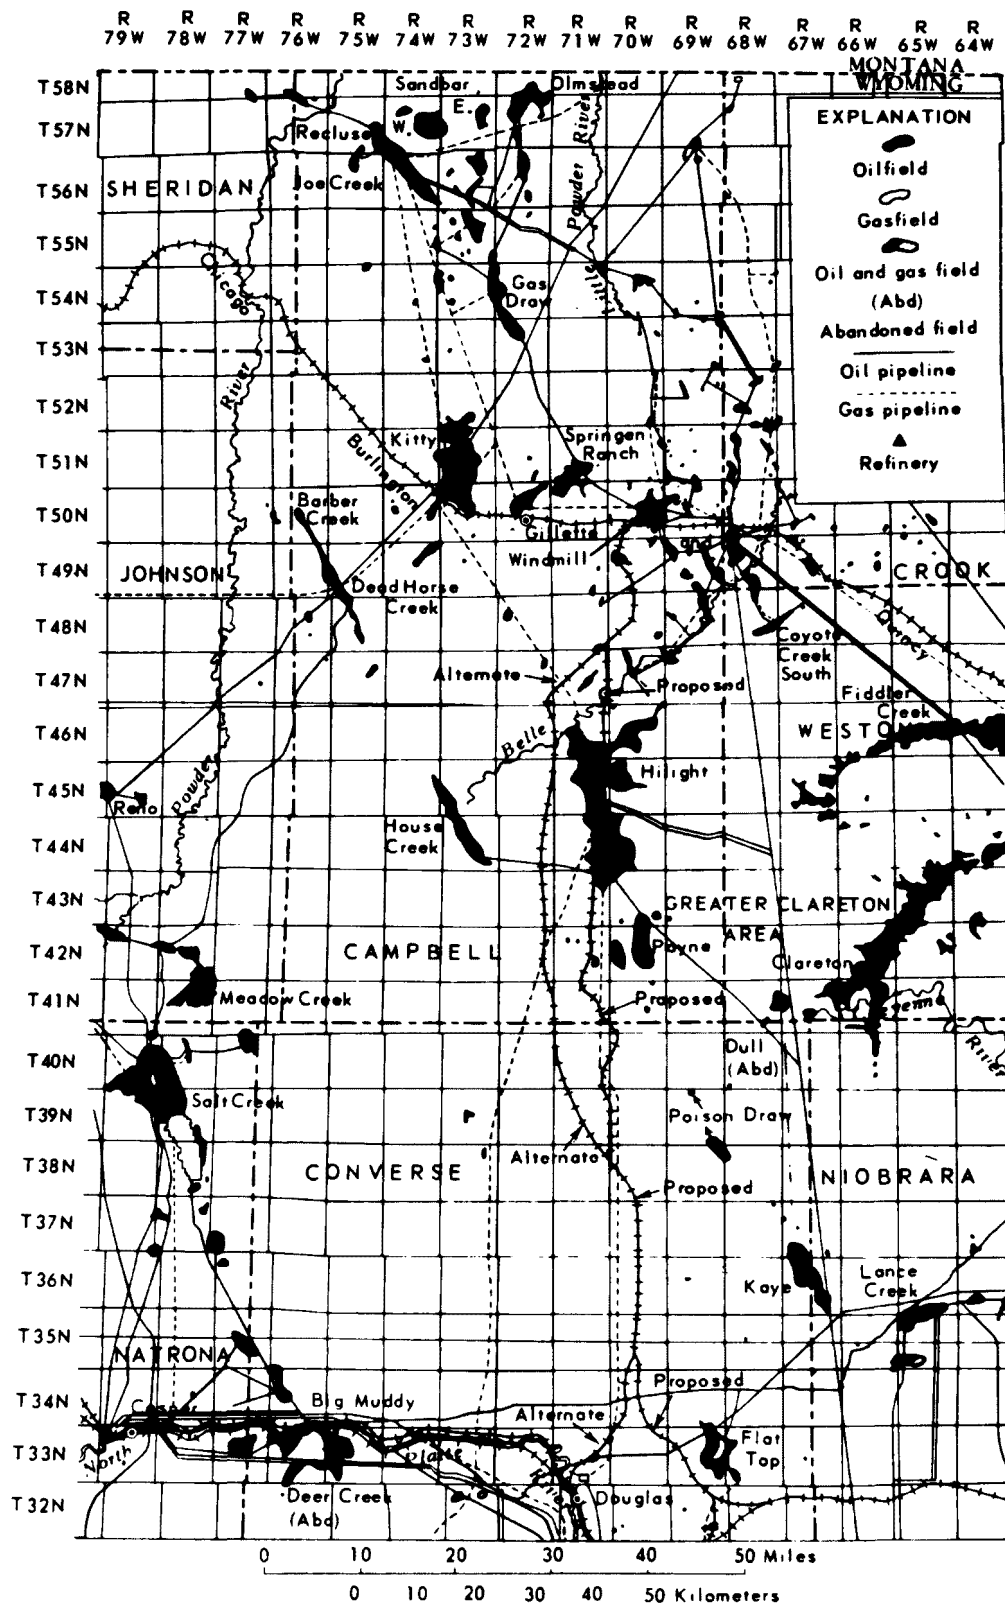 R R R R R R R R R R R R R R R R
79W 78W 77W 76W 75W 74W 73W 72W 71W 70W 69W 68W 67W 66W 65W 64W
MONTANA
WYOMING
T58N
T57N
T56N
T55N
T54N
T53N
T52N
T51N
T50N
T49N
T48N
T47N
T46N
T45N
T44N
T43N
T42N
T41N
T40N
T39N
T38N
T37N
T36N
T35N
T34N
T33N
T32N
EXPLANATION
Oilfield
Gasfield
Oil and gas field
(Abd)
Abandoned field
Oil pipeline
Gas pipeline
Refinery
Sandbar
E.
W.
Olmstead
Recluse
Joe Creek
SHERIDAN
Powder River
Little
Chicago
Gas
Draw
River
Kitty
Burlington
Springen
Ranch
Barber
Creek
Gillette
Windmill
and
JOHNSON
Dead Horse
Creek
CROOK
Quincy
Coyote
Creek
South
Alternate
Proposed
Fiddler
Creek
WESTON
Belle
Hilight
Powder
Reno
House
Creek
GREATER CLARETON
AREA
CAMPBELL
Payne
Clareton
Meadow Creek
Proposed
River
Dull
(Abd)
Salt Creek
Poison Draw
Alternate
CONVERSE
NIOBRARA
Proposed
Kaye
Lance
Creek
NATRONA
Proposed
Casper
Big Muddy
Alternate
North
Platte
River
Flat
Top
Deer Creek
(Abd)
Douglas
0 10 20 30 40 50 Miles
0 10 20 30 40 50 Kilometers